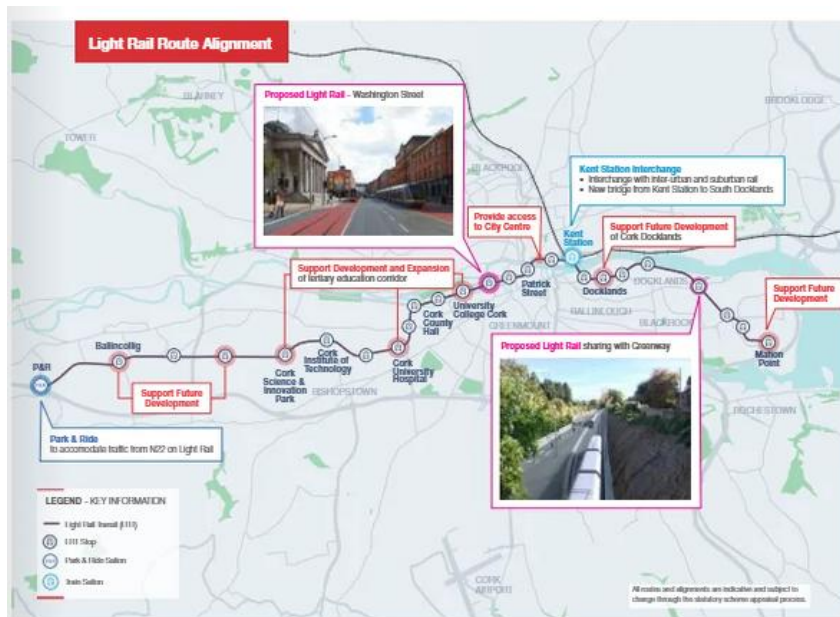 Light Rail Route Alignment
BLARNEY
TOWER
BROOKLODGE
Proposed Light Rail - Washington Street
BLACKPOOL
Kent Station Interchange
• Interchange with inter-urban and suburban rail
• New bridge from Kent Station to South Docklands
Provide access
to City Centre
Kent
Station
Support Future Development
of Cork Docklands
Support Development and Expansion
of tertiary education corridor
Patrick
Street
Docklands
DOCKLANDS
University
College Cork
Cork
County
Hall
BALLINLOUGH
GREENMOUNT
BLACKROCK
Support Future
Development
Mahon
Point
Ballincollig
P&R
Cork
Institute of
Technology
Cork
Science &
Innovation
Park
Cork
University
Hospital
BISHOPSTOWN
Support Future
Development
Proposed Light Rail sharing with Greenway
ROCHESTOWN
Park & Ride
to accomodate traffic from N22 on Light Rail
LEGEND - KEY INFORMATION
Light Rail Transit (LRT)
LRT Stop
Park & Ride Station
Train Station
CORK
AIRPORT
All routes and alignments are indicative and subject to
change through the statutory scheme appraisal process.